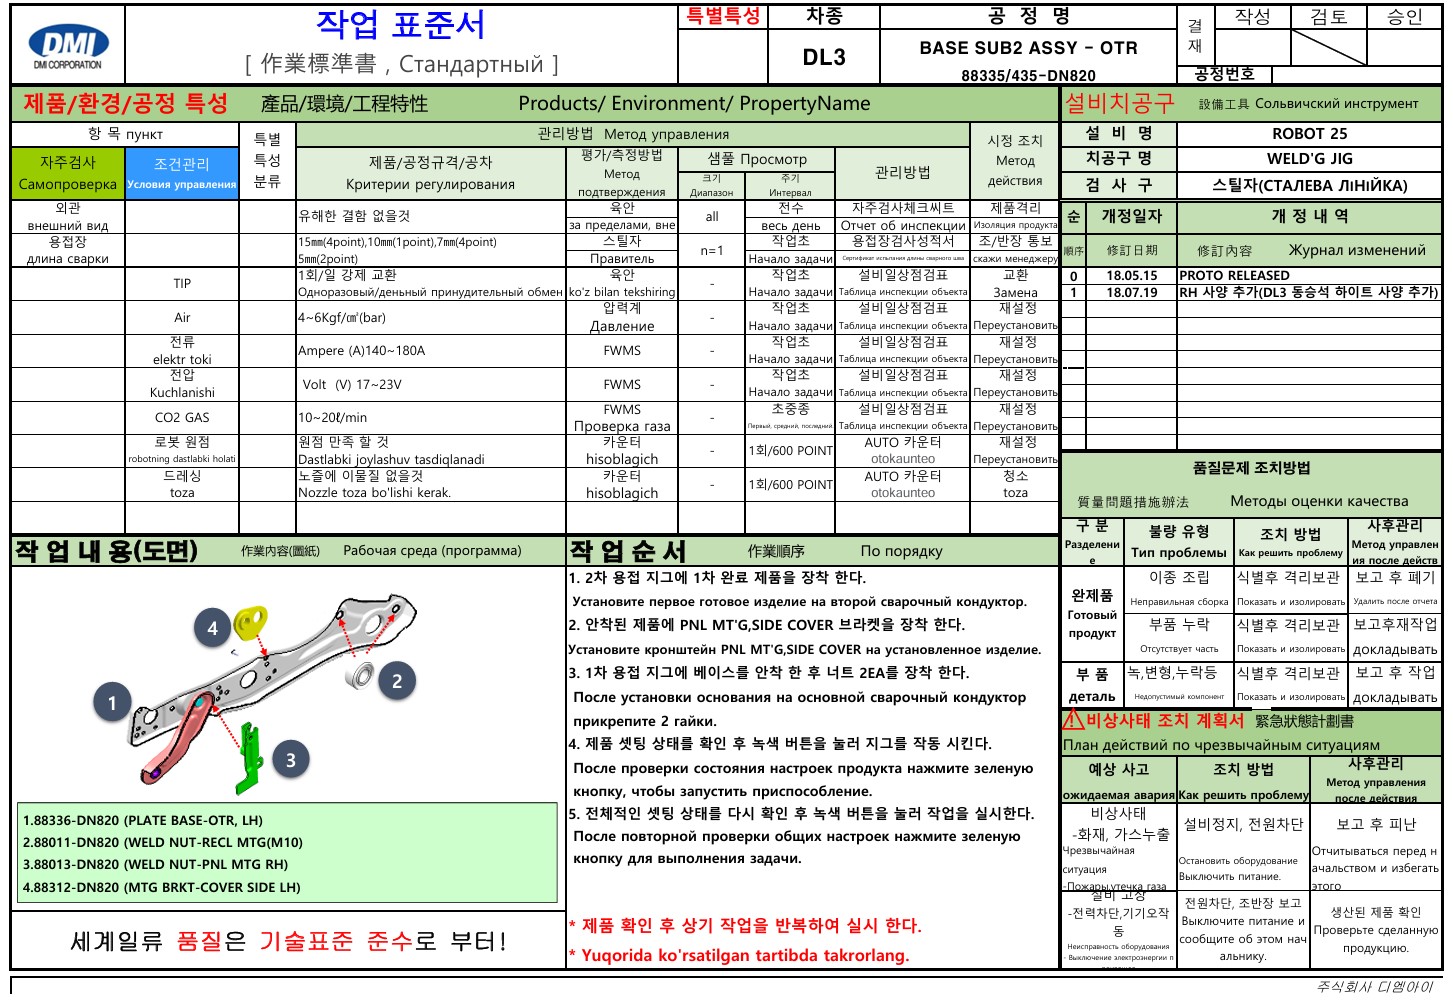 DMI
DMI CORPORATION
작업 표준서
[ 作業標準書 , Стандартный ]
특별특성
차종
DL3
공 정 명
BASE SUB2 ASSY - OTR
88335/435-DN820
결재
작성
검토
승인
공정번호
제품/환경/공정 특성 産品/環境/工程特性 Products/ Environment/ PropertyName
항 목 пункт
특별
특성
분류
관리방법 Метод управления
시정 조치
Метод
действия
자주검사
Самопроверка
조건관리
Условия управления
제품/공정규격/공차
Критерии регулирования
평가/측정방법
Метод
подтверждения
샘풀 Просмотр
크기
Диапазон
주기
Интервал
관리방법
외관
внешний вид
유해한 결함 없을것
육안
за пределами, вне
all
전수
весь день
자주검사체크씨트
Отчет об инспекции
제품격리
Изоляция продукта
용접장
длина сварки
15㎜(4point),10㎜(1point),7㎜(4point)
5㎜(2point)
스틸자
Правитель
n=1
작업초
Начало задачи
용접장검사성적서
Сертификат испытания длины сварного шва
조/반장 통보
скажи менеджеру
TIP
1회/일 강제 교환
Одноразовый/деньный принудительный обмен
육안
ko'z bilan tekshiring
-
작업초
Начало задачи
설비일상점검표
Таблица инспекции объекта
교환
Замена
Air
4~6Kgf/㎠(bar)
압력계
Давление
-
작업초
Начало задачи
설비일상점검표
Таблица инспекции объекта
재설정
Переустановить
전류
elektr toki
Ampere (A)140~180A
FWMS
-
작업초
Начало задачи
설비일상점검표
Таблица инспекции объекта
재설정
Переустановить
전압
Kuchlanishi
Volt (V) 17~23V
FWMS
-
작업초
Начало задачи
설비일상점검표
Таблица инспекции объекта
재설정
Переустановить
CO2 GAS
10~20ℓ/min
FWMS
Проверка газа
-
초중종
Первый, средний, последний
설비일상점검표
Таблица инспекции объекта
재설정
Переустановить
로봇 원점
robotning dastlabki holati
원점 만족 할 것
Dastlabki joylashuv tasdiqlanadi
카운터
hisoblagich
-
1회/600 POINT
AUTO 카운터
otokaunteo
재설정
Переустановить
드레싱
toza
노즐에 이물질 없을것
Nozzle toza bo'lishi kerak.
카운터
hisoblagich
-
1회/600 POINT
AUTO 카운터
otokaunteo
청소
toza
설비치공구 設備工具 Сольвичский инструмент
설 비 명
ROBOT 25
치공구 명
WELD'G JIG
검 사 구
스틸자(СТАЛЕВА ЛІНІЙКА)
순
順序
개정일자
修訂日期
개 정 내 역
修訂內容 Журнал изменений
0 18.05.15 PROTO RELEASED
1 18.07.19 RH 사양 추가(DL3 동승석 하이트 사양 추가)
품질문제 조치방법
質量問題措施辦法 Методы оценки качества
구 분
Разделени
е
불량 유형
Тип проблемы
조치 방법
Как решить проблему
사후관리
Метод управлен
ия после действ
완제품
Готовый
продукт
이종 조립
Неправильная сборка
식별후 격리보관
Показать и изолировать
보고 후 폐기
Удалить после отчета
부품 누락
Отсутствует часть
식별후 격리보관
Показать и изолировать
보고후재작업
докладывать
부 품
деталь
녹,변형,누락등
Недопустимый компонент
식별후 격리보관
Показать и изолировать
보고 후 작업
докладывать
비상사태 조치 계획서 緊急狀態計劃書
План действий по чрезвычайным ситуациям
예상 사고
ожидаемая авария
조치 방법
Как решить проблему
사후관리
Метод управления
после действия
비상사태
-화재, 가스누출
Чрезвычайная
ситуация
-Пожары,утечка газа
설비정지, 전원차단
Остановить оборудование
Выключить питание.
보고 후 피난
Отчитываться перед н
ачальством и избегать
этого
설비 고장
-전력차단,기기오작
동
Неисправность оборудования
- Выключение электроэнергии п
전원차단, 조반장 보고
Выключите питание и
сообщите об этом нач
альнику.
생산된 제품 확인
Проверьте сделанную
продукцию.
작 업 내 용(도면) 作業內容(圖紙) Рабочая среда (программа)
1
2
3
4
1.88336-DN820 (PLATE BASE-OTR, LH)
2.88011-DN820 (WELD NUT-RECL MTG(M10)
3.88013-DN820 (WELD NUT-PNL MTG RH)
4.88312-DN820 (MTG BRKT-COVER SIDE LH)
세계일류 품질은 기술표준 준수로 부터!
작 업 순 서 作業順序 По порядку
1. 2차 용접 지그에 1차 완료 제품을 장착 한다.
Установите первое готовое изделие на второй сварочный кондуктор.
2. 안착된 제품에 PNL MT'G,SIDE COVER 브라켓을 장착 한다.
Установите кронштейн PNL MT'G,SIDE COVER на установленное изделие.
3. 1차 용접 지그에 베이스를 안착 한 후 너트 2EA를 장착 한다.
После установки основания на основной сварочный кондуктор
прикрепите 2 гайки.
4. 제품 셋팅 상태를 확인 후 녹색 버튼을 눌러 지그를 작동 시킨다.
После проверки состояния настроек продукта нажмите зеленую
кнопку, чтобы запустить приспособление.
5. 전체적인 셋팅 상태를 다시 확인 후 녹색 버튼을 눌러 작업을 실시한다.
После повторной проверки общих настроек нажмите зеленую
кнопку для выполнения задачи.
* 제품 확인 후 상기 작업을 반복하여 실시 한다.
* Yuqorida ko'rsatilgan tartibda takrorlang.
주식회사 디엠아이